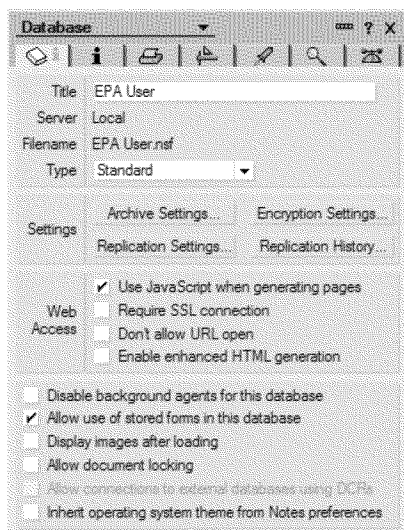 Database
? X
i
Title EPA User
Server Local
Filename EPA User.nsf
Type Standard
Settings
Archive Settings... Encryption Settings...
Replication Settings... Replication History...
Web Access
Use JavaScript when generating pages
Require SSL connection
Don't allow URL open
Enable enhanced HTML generation
Disable background agents for this database
Allow use of stored forms in this database
Display images after loading
Allow document locking
Allow connections to external databases using DCRs
Inherit operating system theme from Notes preferences